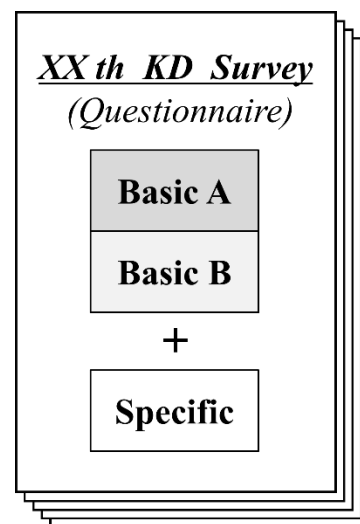 XX th KD Survey
(Questionnaire)
Basic A
Basic B
+
Specific